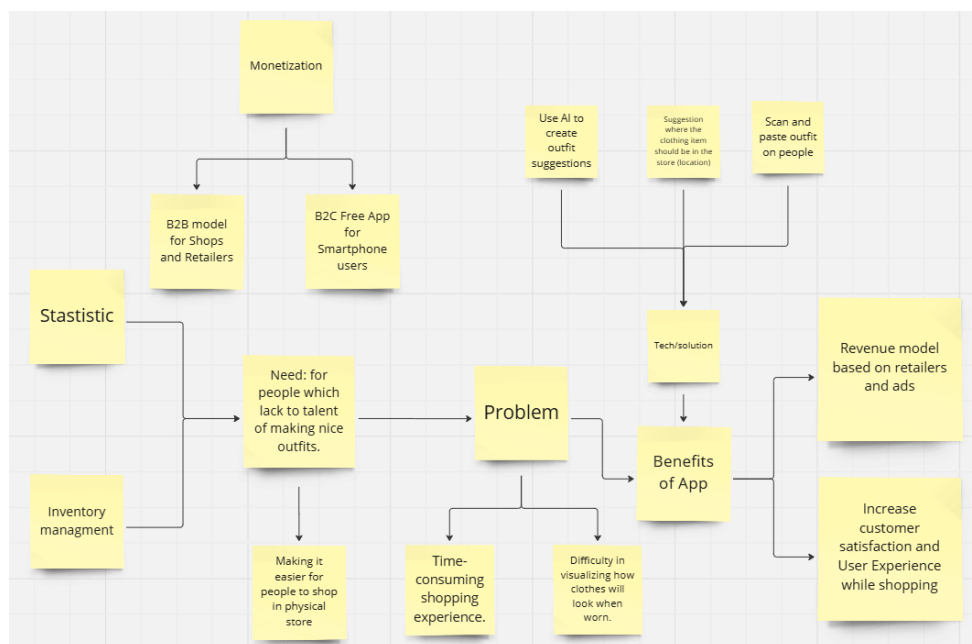 Monetization
B2B model
for Shops
and Retailers
B2C Free App
for
Smartphone
users
Use AI to
create
outfit
suggestions
Suggestion
where the
clothing item
should be in the
store (location)
Scan and
paste outfit
on people
Stastistic
Inventory
managment
Need: for
people which
lack to talent
of making nice
outfits.
Making it
easier for
people to shop
in physical
store
Problem
Time-
consuming
shopping
experience.
Difficulty in
visualizing how
clothes will
look when
worn.
Tech/solution
Benefits
of App
Revenue model
based on retailers
and ads
Increase
customer
satisfaction and
User Experience
while shopping